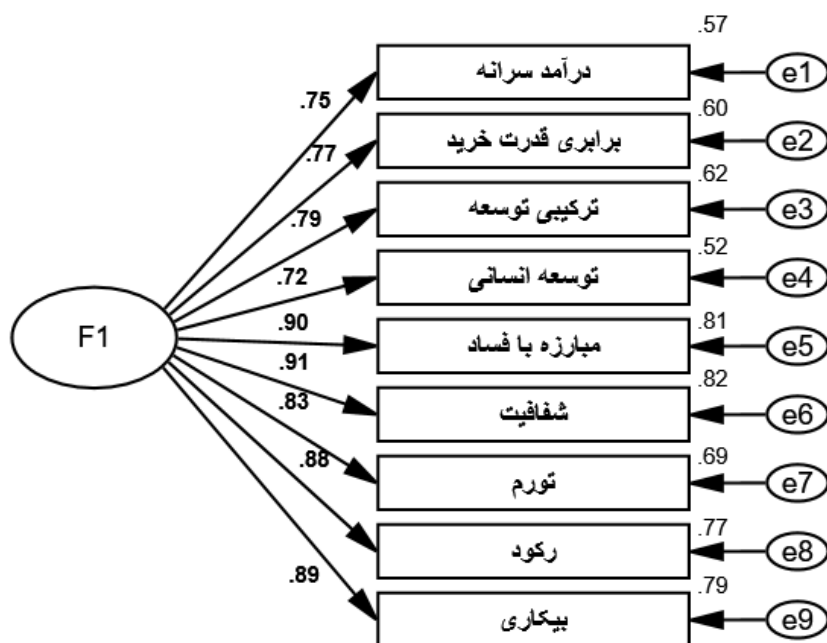 .57
درآمد سرانه
e1
.75
.60
برابری قدرت خرید
e2
.77
.62
ترکیبی توسعه
e3
.79
.52
توسعه انسانی
e4
.72
.81
مبارزه با فساد
e5
.90
F1
.82
شفافیت
e6
.91
.69
تورم
e7
.83
.77
رکود
e8
.88
.79
بیکاری
e9
.89